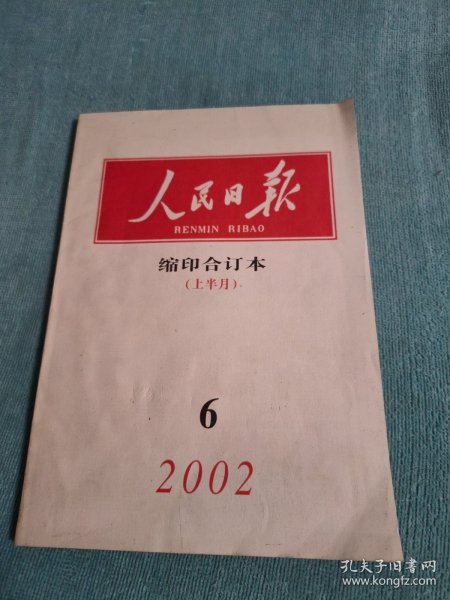 人民日报
RENMIN RIBAO
缩印合订本
(上半月)
6
2002
孔夫子旧书网
www.kongfz.com